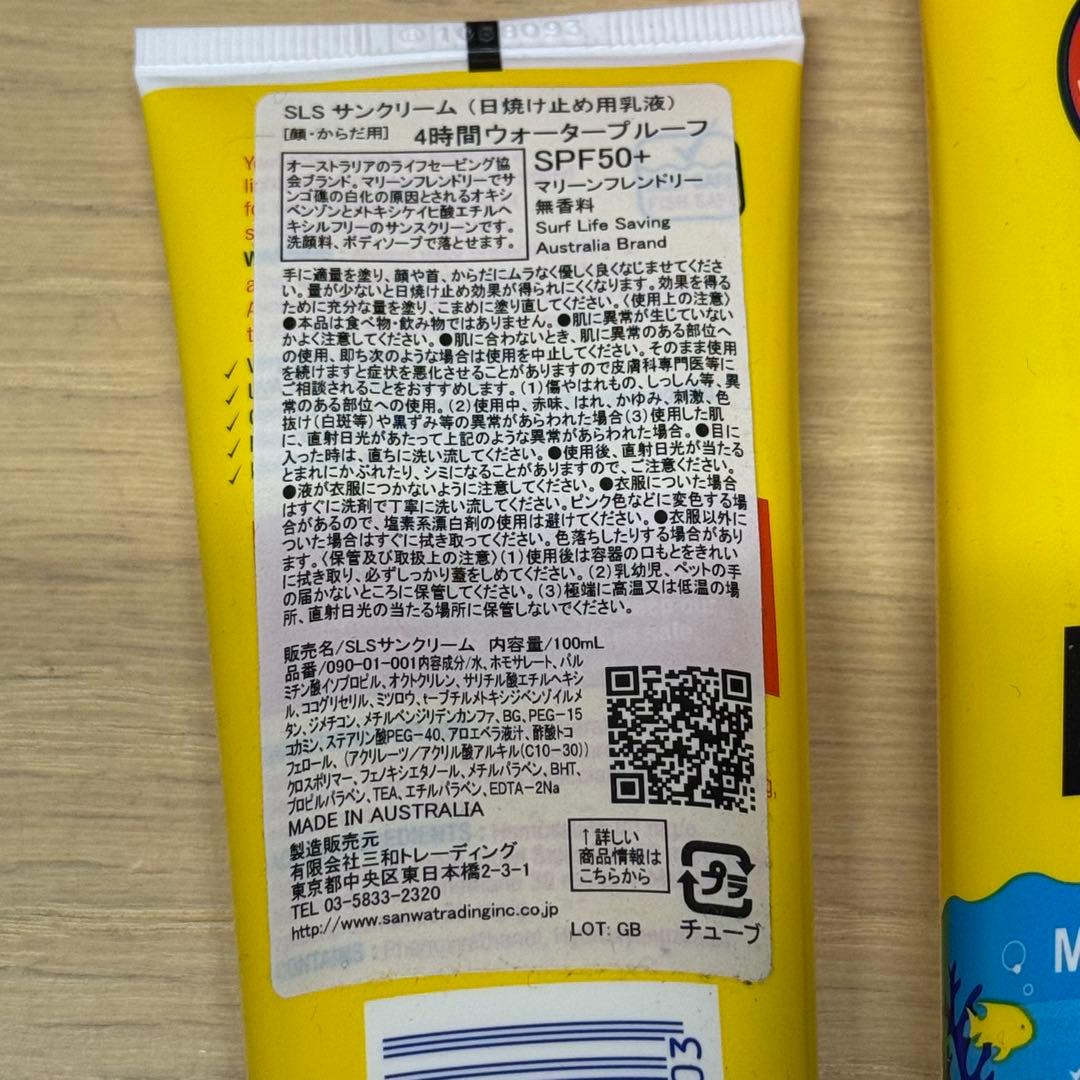 SLS サンクリーム（日焼け止め用乳液）
[顔・からだ用] 4時間ウォータープルーフ
オーストラリアのライフセービング協
会ブランド。マリーンフレンドリーでサ
ンゴ礁の白化の原因とされるオキシ
ベンゾンとメトキシケイヒ酸エチルヘ
キシルフリーのサンスクリーンです。
洗顔料、ボディソープで落とせます。
SPF50+
マリーンフレンドリー
無香料
Surf Life Saving
Australia Brand
手に適量を塗り、顔や首、からだにムラなく優しく良くなじませてくださ
い。量が少ないと日焼け止め効果が得られにくくなります。効果を得る
ために充分な量を塗り、こまめに塗り直してください。〈使用上の注意〉
●本品は食べ物・飲み物ではありません。●肌に異常が生じていない
かよく注意してください。●肌に合わないとき、肌に異常のある部位へ
の使用、即ち次のような場合は使用を中止してください。そのまま使用
を続けますと症状を悪化させることがありますので皮膚科専門医等に
ご相談されることをおすすめします。(1)傷やはれもの、しっしん等、異
常のある部位への使用。(2)使用中、赤味、はれ、かゆみ、刺激、色
抜け(白斑等)や黒ずみ等の異常があらわれた場合(3)使用した肌
に、直射日光があたって上記のような異常があらわれた場合。●目に
入った時は、直ちに洗い流してください。●使用後、直射日光が当たる
とまれにかぶれたり、シミになることがありますので、ご注意ください。
●液が衣服につかないように注意してください。●衣服についた場合
はすぐに洗剤で丁寧に洗い流してください。ピンク色などに変色する場
合があるので、塩素系漂白剤の使用は避けてください。●衣服以外に
ついた場合はすぐに拭き取ってください。色落ちしたりする場合があり
ます。〈保管及び取扱上の注意〉(1)使用後は容器の口もとをきれい
に拭き取り、必ずしっかり蓋をしめてください。(2)乳幼児、ペットの手
の届かないところに保管してください。(3)極端に高温又は低温の場
所、直射日光の当たる場所に保管しないでください。
販売名/SLSサンクリーム 内容量/100mL
品番/090-01-001内容成分/水、ホモサレート、パル
ミチン酸イソプロピル、オクトクリレン、サリチル酸エチルヘキシ
ル、ココグリセリル、ミツロウ、t-ブチルメトキシジベンゾイルメ
タン、ジメチコン、メチルベンジリデンカンファ、BG、PEG-15
コカミン、ステアリン酸PEG-40、アロエベラ液汁、酢酸トコ
フェロール、(アクリレーツ/アクリル酸アルキル(C10-30))
クロスポリマー、フェノキシエタノール、メチルパラベン、BHT、
プロピルパラベン、TEA、エチルパラベン、EDTA-2Na
MADE IN AUSTRALIA
製造販売元
有限会社三和トレーディング
東京都中央区東日本橋2-3-1
TEL 03-5833-2320
http://www.sanwatradinginc.co.jp
↑詳しい
商品情報は
こちらから
プラ
チューブ
LOT: GB
03
M